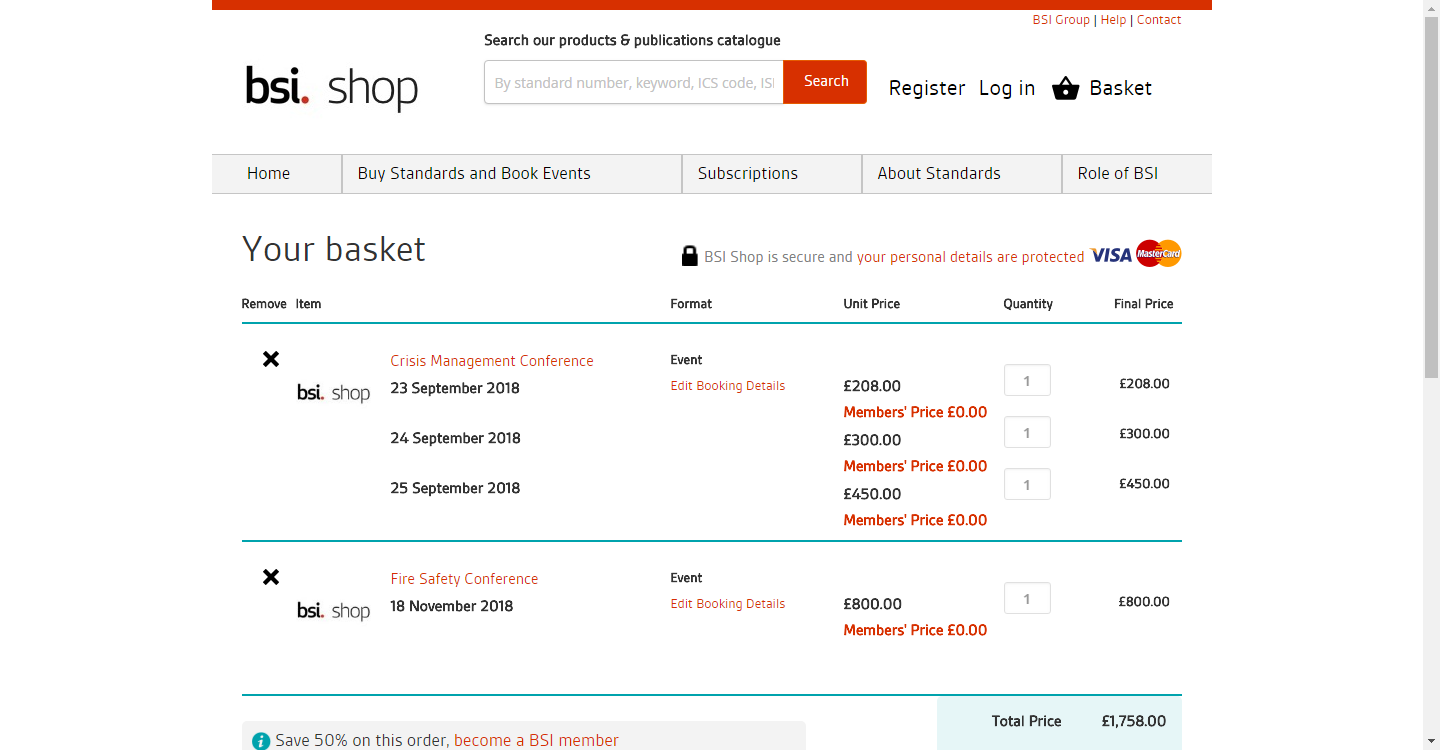 BSI Group | Help | Contact
Search our products & publications catalogue
bsi. shop
By standard number, keyword, ICS code, ISI
Search
Register Log in Basket
Home Buy Standards and Book Events Subscriptions About Standards Role of BSI
Your basket
BSI Shop is secure and your personal details are protected VISA MasterCard
Remove Item Format Unit Price Quantity Final Price
Crisis Management Conference Event
bsi. shop 23 September 2018 Edit Booking Details £208.00 1 £208.00
Members' Price £0.00
24 September 2018 £300.00 1 £300.00
Members' Price £0.00
25 September 2018 £450.00 1 £450.00
Members' Price £0.00
Fire Safety Conference Event
bsi. shop 18 November 2018 Edit Booking Details £800.00 1 £800.00
Members' Price £0.00
Total Price £1,758.00
Save 50% on this order, become a BSI member